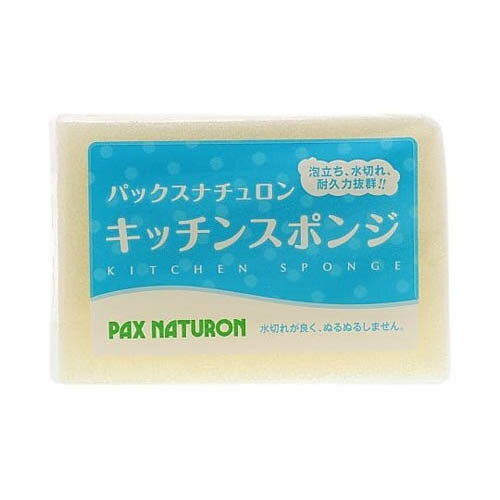 泡立ち、水切れ、
耐久力抜群!!
パックスナチュロン
キッチンスポンジ
KITCHEN SPONGE
PAX NATURON
水切れが良く、ぬるぬるしません。